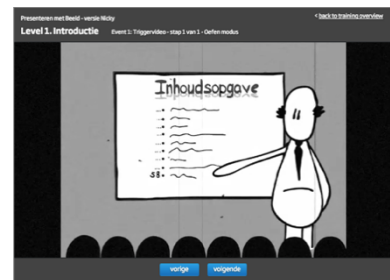 Presenteren met Beeld - versie Nicky
< back to training overview
Level 1. Introductie
Event 1: Triggervideo - stap 1 van 1 - Oefen modus
Inhoudsopgave
58.
vorige
volgende